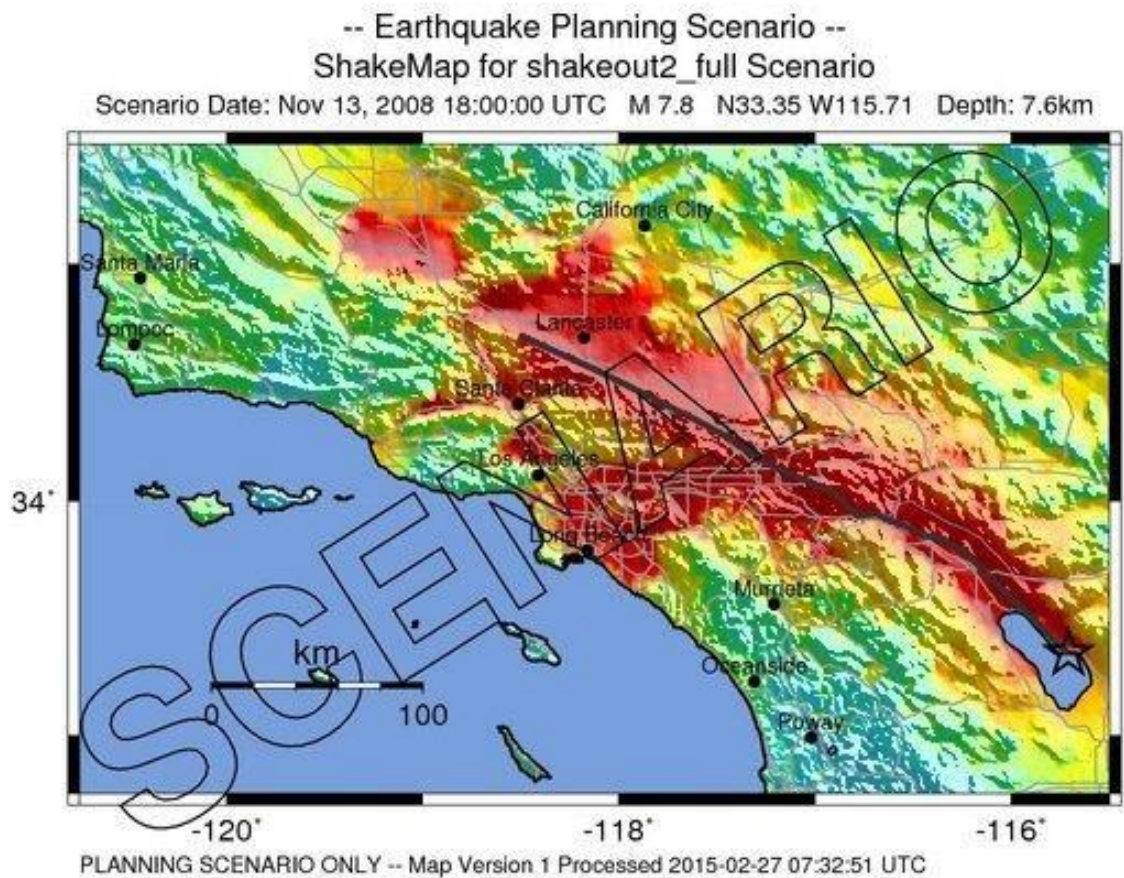 -- Earthquake Planning Scenario --
ShakeMap for shakeout2_full Scenario
Scenario Date: Nov 13, 2008 18:00:00 UTC M 7.8 N33.35 W115.71 Depth: 7.6km
California City
Santa Maria
Lompoc
Lancaster
Santa Clarita
Los Angeles
34°
Long Beach
Murrieta
km
Oceanside
0 100
Poway
SCENARIO
-120° -118° -116°
PLANNING SCENARIO ONLY -- Map Version 1 Processed 2015-02-27 07:32:51 UTC